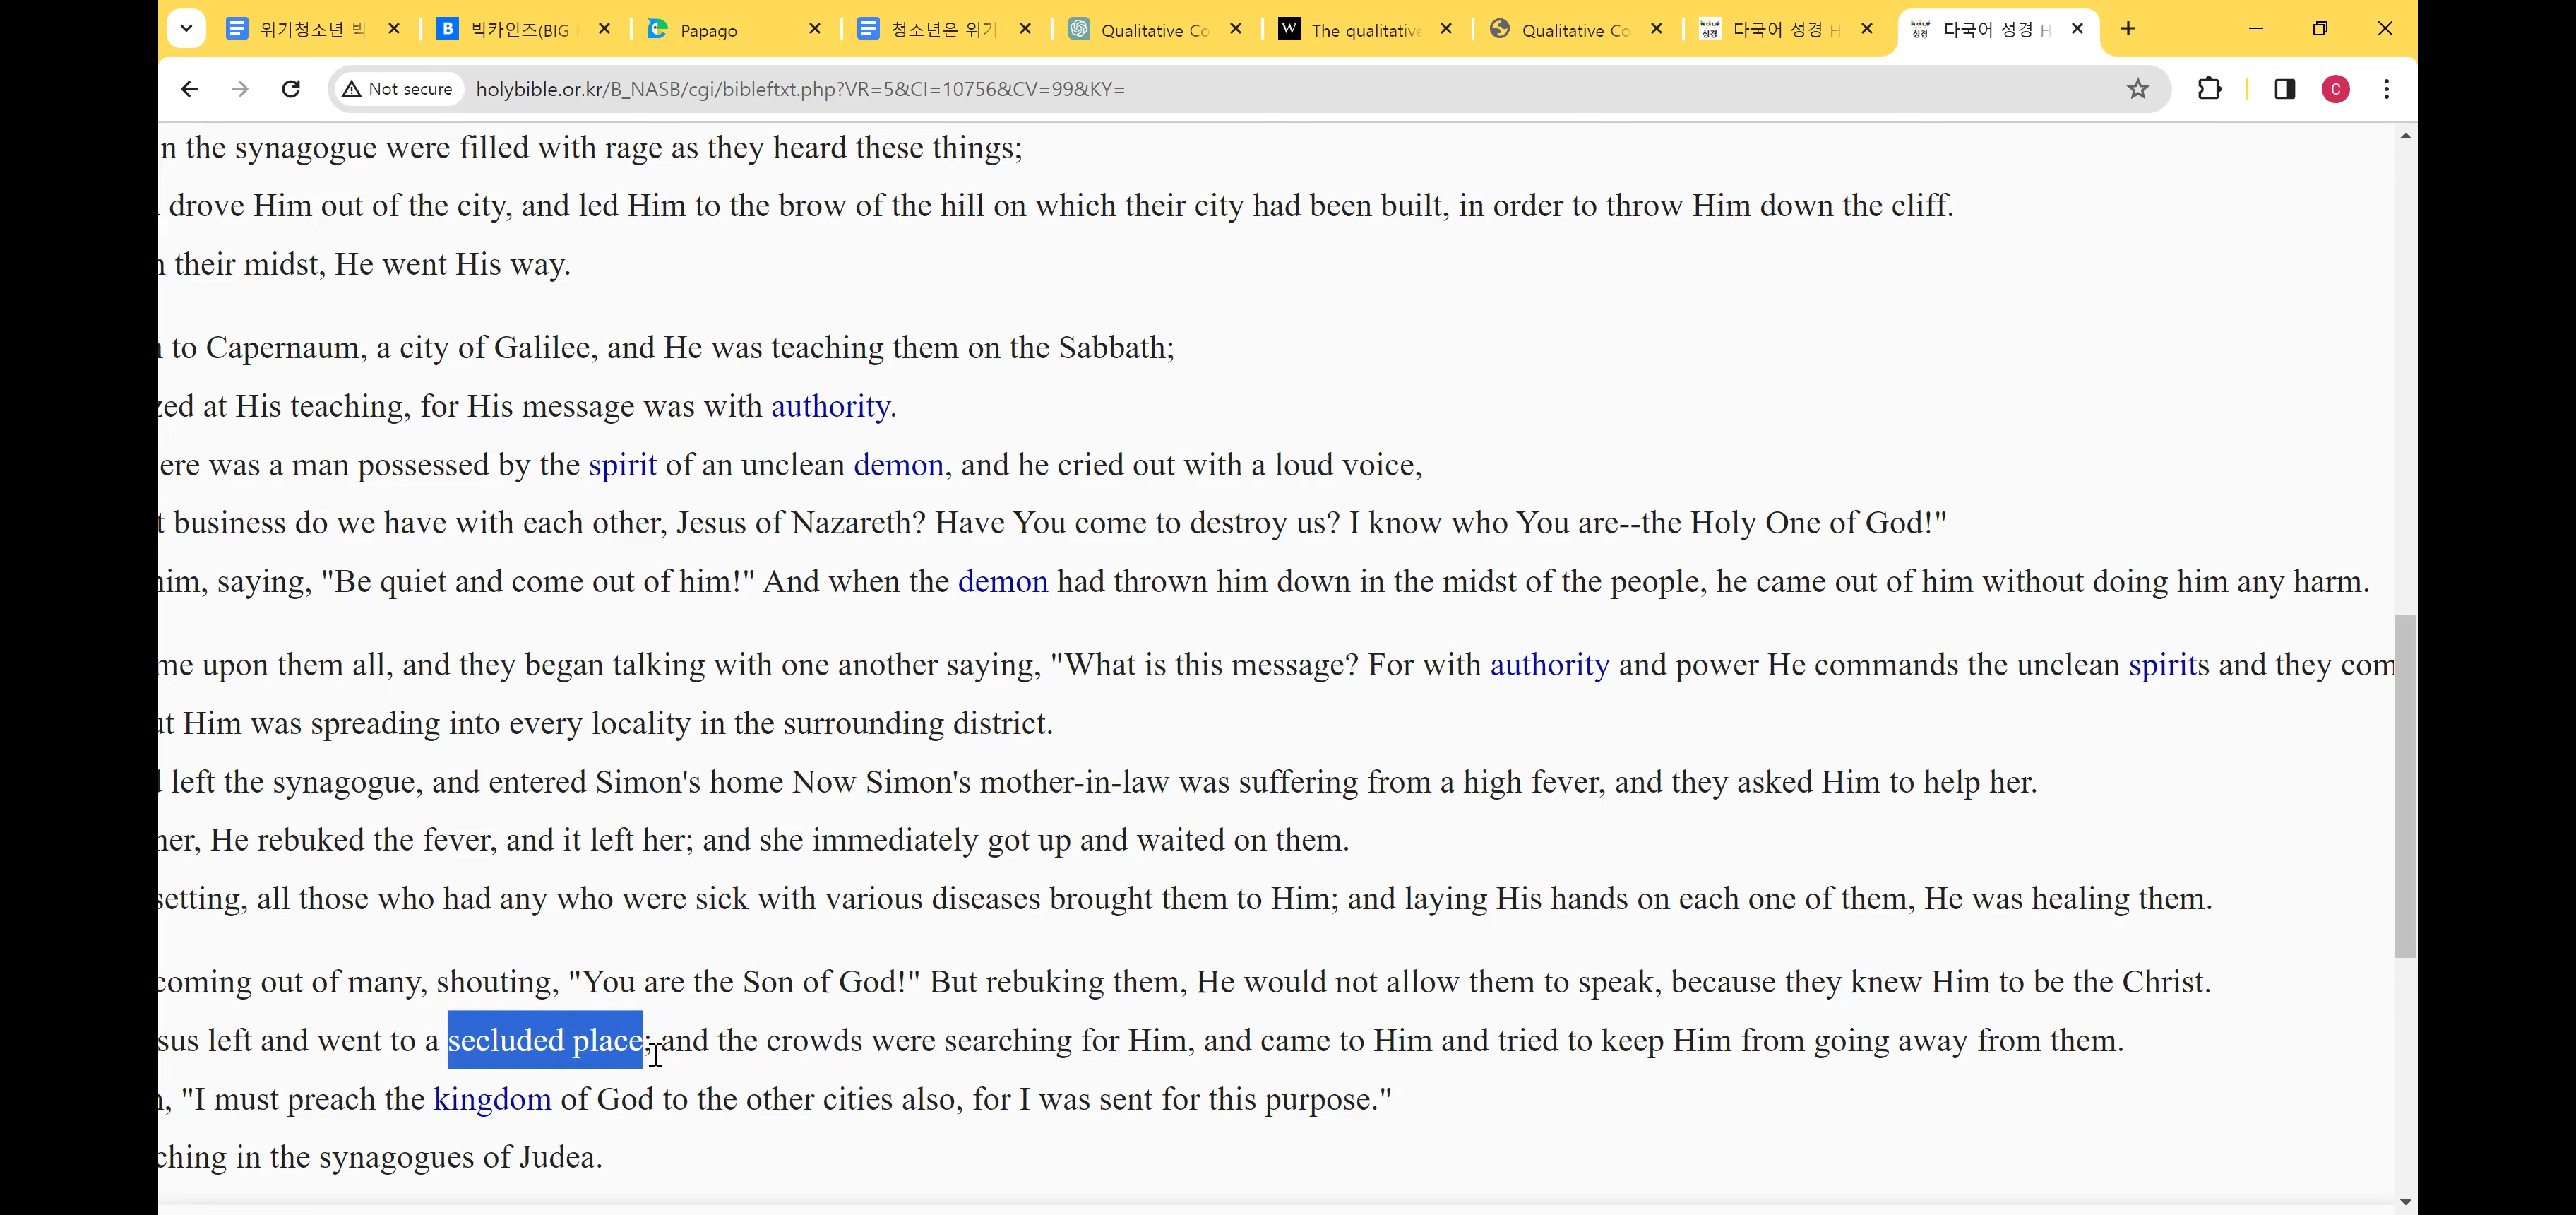 위기청소년 빅
빅카인즈(BIG
Papago
청소년은 위기
Qualitative Co
The qualitative
Qualitative Co
다국어 성경 H
다국어 성경 H
Not secure
holybible.or.kr/B_NASB/cgi/bibleftxt.php?VR=5&CI=10756&CV=99&KY=
C
in the synagogue were filled with rage as they heard these things;
drove Him out of the city, and led Him to the brow of the hill on which their city had been built, in order to throw Him down the cliff.
their midst, He went His way.
to Capernaum, a city of Galilee, and He was teaching them on the Sabbath;
zed at His teaching, for His message was with authority.
ere was a man possessed by the spirit of an unclean demon, and he cried out with a loud voice,
t business do we have with each other, Jesus of Nazareth? Have You come to destroy us? I know who You are--the Holy One of God!"
him, saying, "Be quiet and come out of him!" And when the demon had thrown him down in the midst of the people, he came out of him without doing him any harm.
me upon them all, and they began talking with one another saying, "What is this message? For with authority and power He commands the unclean spirits and they com
ut Him was spreading into every locality in the surrounding district.
left the synagogue, and entered Simon's home Now Simon's mother-in-law was suffering from a high fever, and they asked Him to help her.
her, He rebuked the fever, and it left her; and she immediately got up and waited on them.
setting, all those who had any who were sick with various diseases brought them to Him; and laying His hands on each one of them, He was healing them.
coming out of many, shouting, "You are the Son of God!" But rebuking them, He would not allow them to speak, because they knew Him to be the Christ.
sus left and went to a secluded place; and the crowds were searching for Him, and came to Him and tried to keep Him from going away from them.
, "I must preach the kingdom of God to the other cities also, for I was sent for this purpose."
ching in the synagogues of Judea.